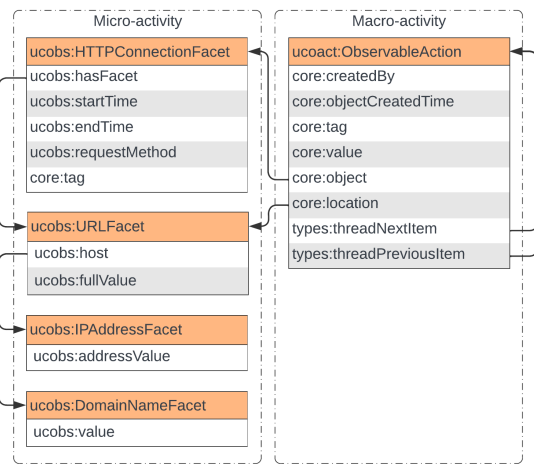 Micro-activity
ucobs:HTTPConnectionFacet
ucobs:hasFacet
ucobs:startTime
ucobs:endTime
ucobs:requestMethod
core:tag
ucobs:URLFacet
ucobs:host
ucobs:fullValue
ucobs:IPAddressFacet
ucobs:addressValue
ucobs:DomainNameFacet
ucobs:value
Macro-activity
ucoact:ObservableAction
core:createdBy
core:objectCreatedTime
core:tag
core:value
core:object
core:location
types:threadNextItem
types:threadPreviousItem